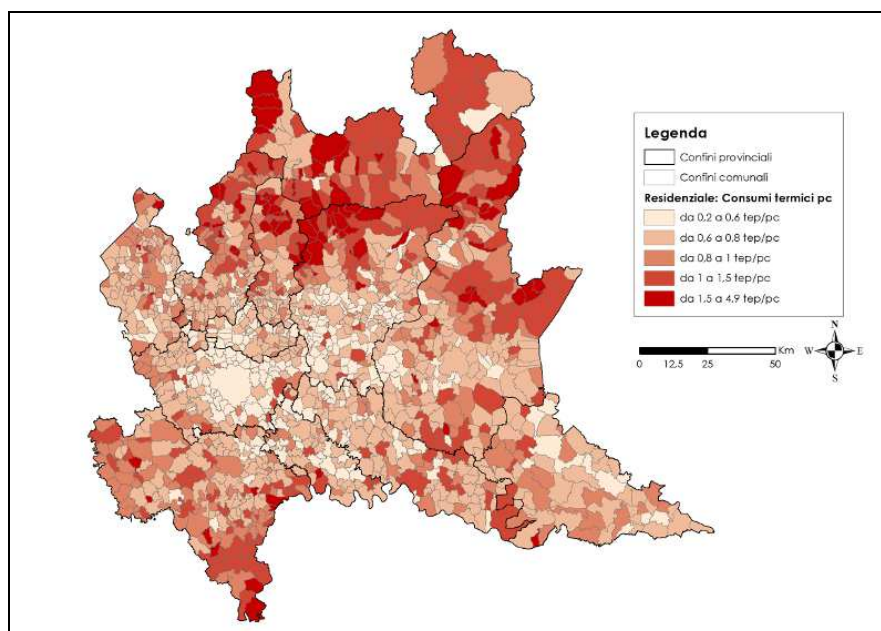 Legenda
Confini provinciali
Confini comunali
Residenziale: Consumi termici pc
da 0,2 a 0,6 tep/pc
da 0,6 a 0,8 tep/pc
da 0,8 a 1 tep/pc
da 1 a 1,5 tep/pc
da 1,5 a 4,9 tep/pc
N
W E
S
Km
0 12,5 25 50